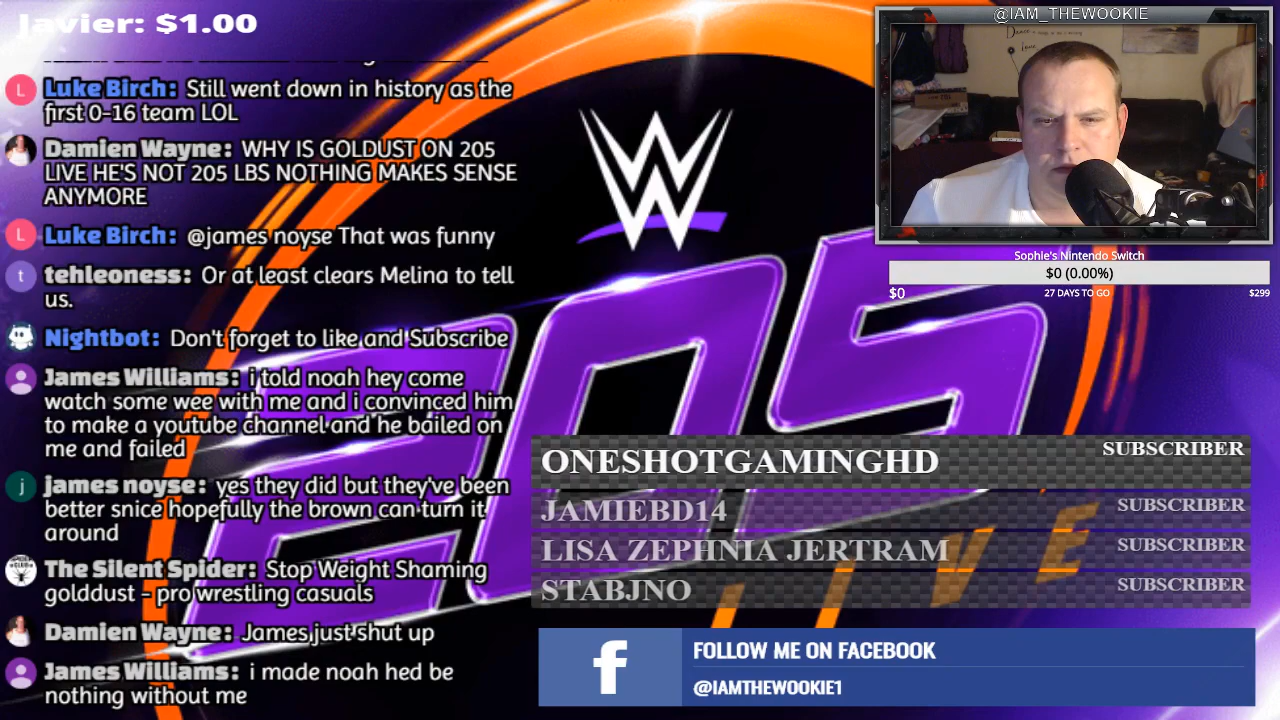 Javier: $1.00
Luke Birch: Still went down in history as the
first 0-16 team LOL
Damien Wayne: WHY IS GOLDUST ON 205
LIVE HE'S NOT 205 LBS NOTHING MAKES SENSE
ANYMORE
Luke Birch: @james noyse That was funny
tehleoness: Or at least clears Melina to tell
us.
Nightbot: Don't forget to like and Subscribe
James Williams: i told noah hey come
watch some wee with me and i convinced him
to make a youtube channel and he bailed on
me and failed
james noyse: yes they did but they've been
better snice hopefully the brown can turn it
around
The Silent Spider: Stop Weight Shaming
golddust - pro wrestling casuals
Damien Wayne: James just shut up
James Williams: i made noah hed be
nothing without me
W
205
LIVE
@IAM_THEWOOKIE
Sophie's Nintendo Switch
$0 (0.00%)
$0 27 DAYS TO GO $299
ONESHOTGAMINGHD SUBSCRIBER
JAMIEBD14 SUBSCRIBER
LISA ZEPHNIA JERTRAM SUBSCRIBER
STABJNO SUBSCRIBER
f
FOLLOW ME ON FACEBOOK
@IAMTHEWOOKIE1